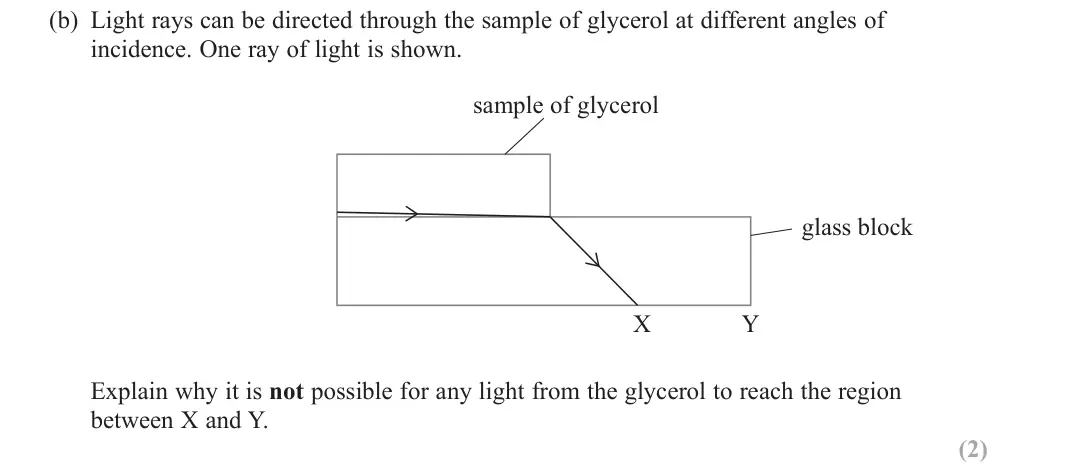 (b) Light rays can be directed through the sample of glycerol at different angles of
incidence. One ray of light is shown.
sample of glycerol
glass block
X
Y
Explain why it is not possible for any light from the glycerol to reach the region
between X and Y.
(2)